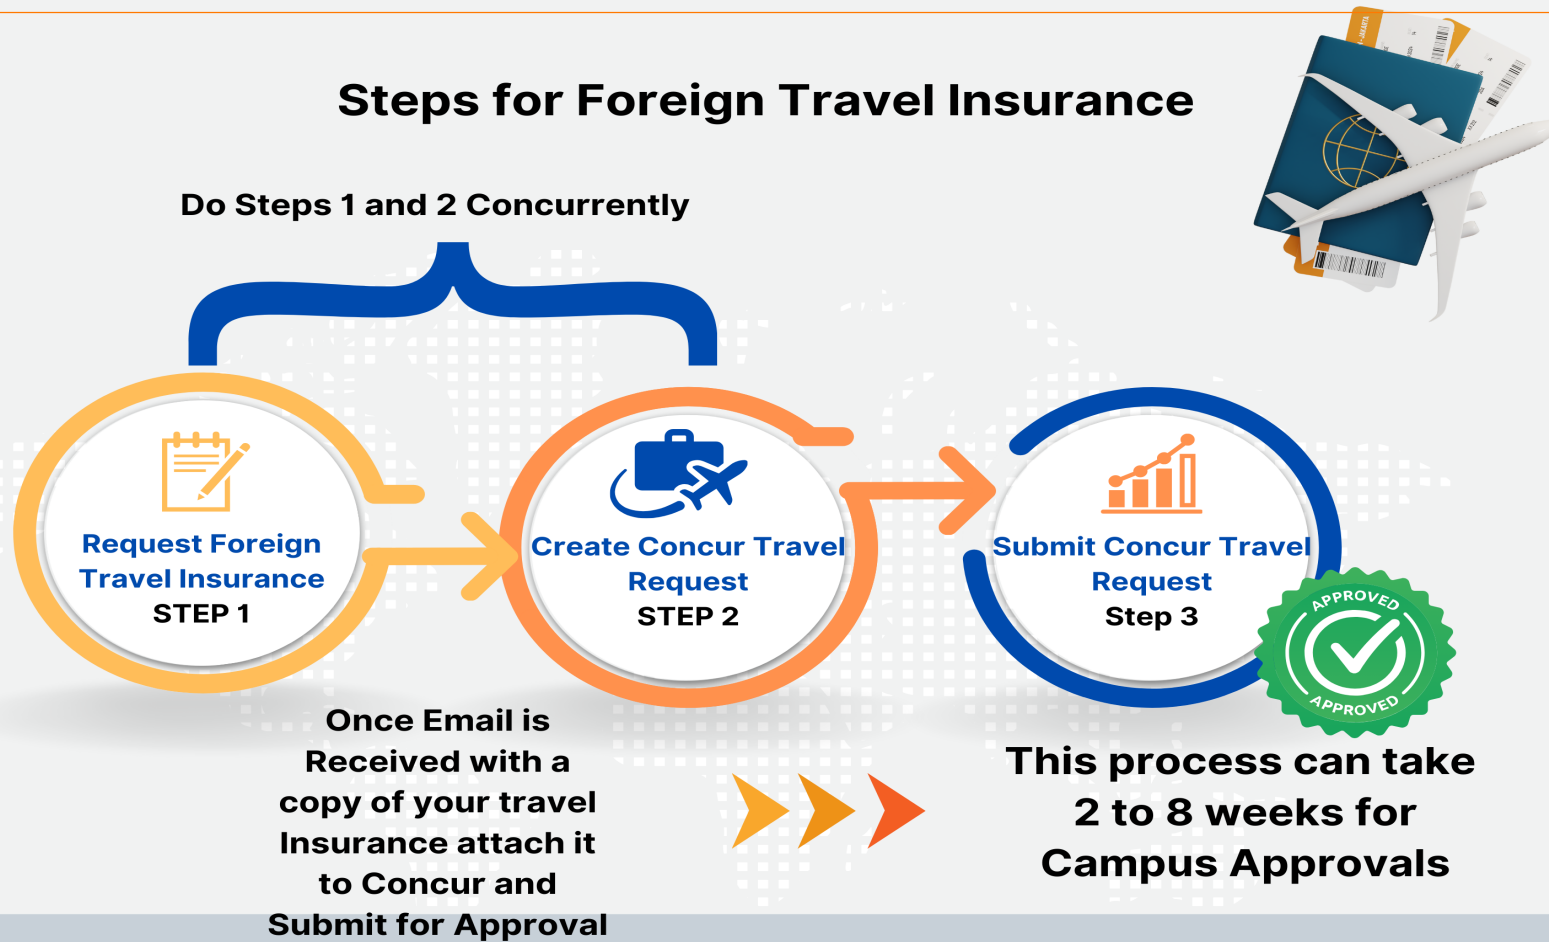 Steps for Foreign Travel Insurance
Do Steps 1 and 2 Concurrently
Request Foreign
Travel Insurance
STEP 1
Create Concur Travel
Request
STEP 2
Submit Concur Travel
Request
Step 3
APPROVED
APPROVED
Once Email is
Received with a
copy of your travel
Insurance attach it
to Concur and
Submit for Approval
This process can take
2 to 8 weeks for
Campus Approvals